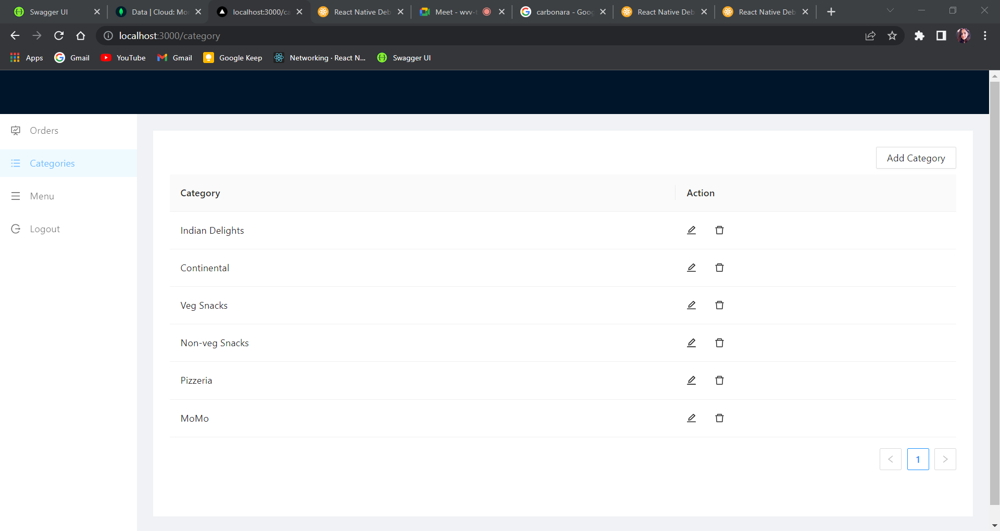 Swagger UI
Data | Cloud: Mo
localhost:3000/ca
React Native Deb
Meet - wvv-
carbonara - Goog
React Native Deb
React Native Deb
localhost:3000/category
Apps
Gmail
YouTube
Gmail
Google Keep
Networking · React N...
Swagger UI
Orders
Categories
Menu
Logout
Add Category
Category Action
Indian Delights
Continental
Veg Snacks
Non-veg Snacks
Pizzeria
MoMo
1